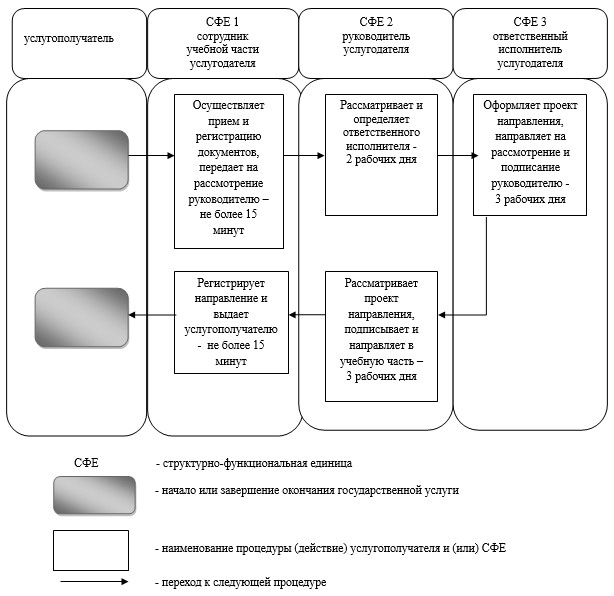 услугополучатель
СФЕ 1
сотрудник
учебной части
услугодателя
СФЕ 2
руководитель
услугодателя
СФЕ 3
ответственный
исполнитель
услугодателя
Осуществляет
прием и
регистрацию
документов,
передает на
рассмотрение
руководителю –
не более 15
минут
Рассматривает и
определяет
ответственного
исполнителя -
2 рабочих дня
Оформляет проект
направления,
направляет на
рассмотрение и
подписание
руководителю -
3 рабочих дня
Регистрирует
направление и
выдает
услугополучателю
- не более 15
минут
Рассматривает
проект
направления,
подписывает и
направляет в
учебную часть –
3 рабочих дня
СФЕ - структурно-функциональная единица
- начало или завершение окончания государственной услуги
- наименование процедуры (действие) услугополучателя и (или) СФЕ
- переход к следующей процедуре